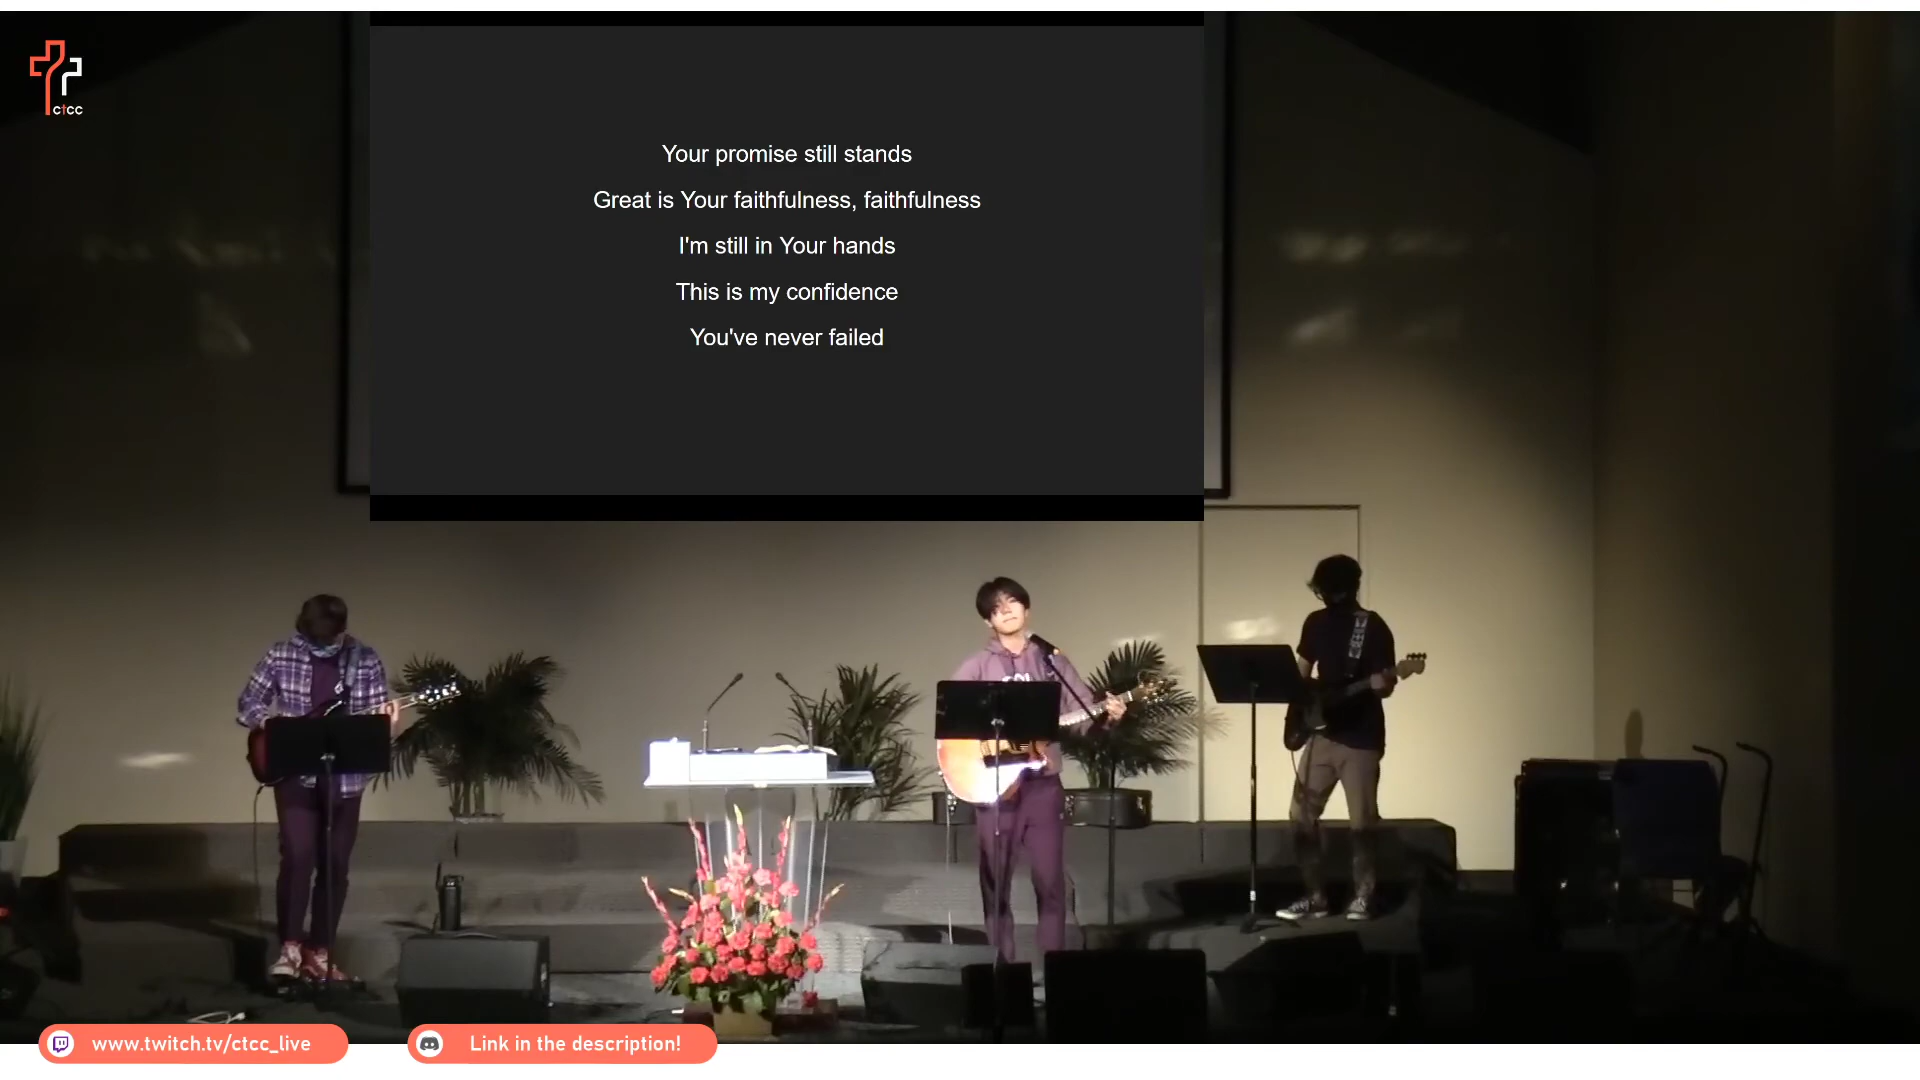 ctcc
Your promise still stands
Great is Your faithfulness, faithfulness
I'm still in Your hands
This is my confidence
You've never failed
www.twitch.tv/ctcc_live
Link in the description!